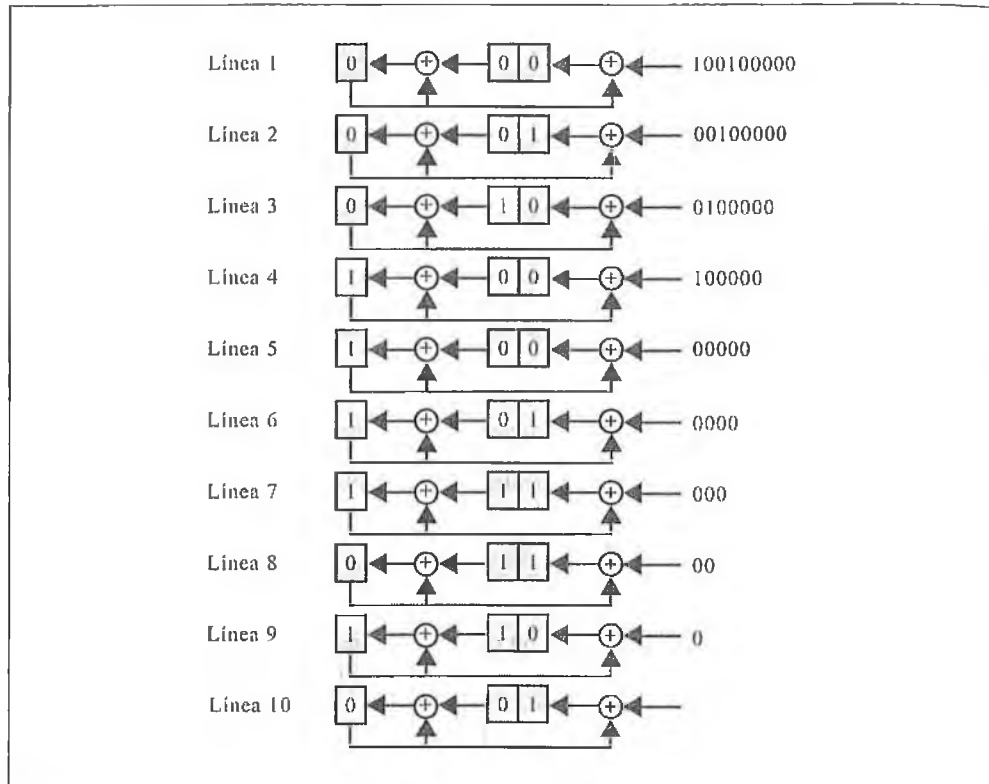 Línea 1 0 + 0 0 + 100100000
Línea 2 0 + 0 1 + 00100000
Línea 3 0 + 1 0 + 0100000
Línea 4 1 + 0 0 + 100000
Línea 5 1 + 0 0 + 00000
Línea 6 1 + 0 1 + 0000
Línea 7 1 + 1 1 + 000
Línea 8 0 + 1 1 + 00
Línea 9 1 + 1 0 + 0
Línea 10 0 + 0 1 +